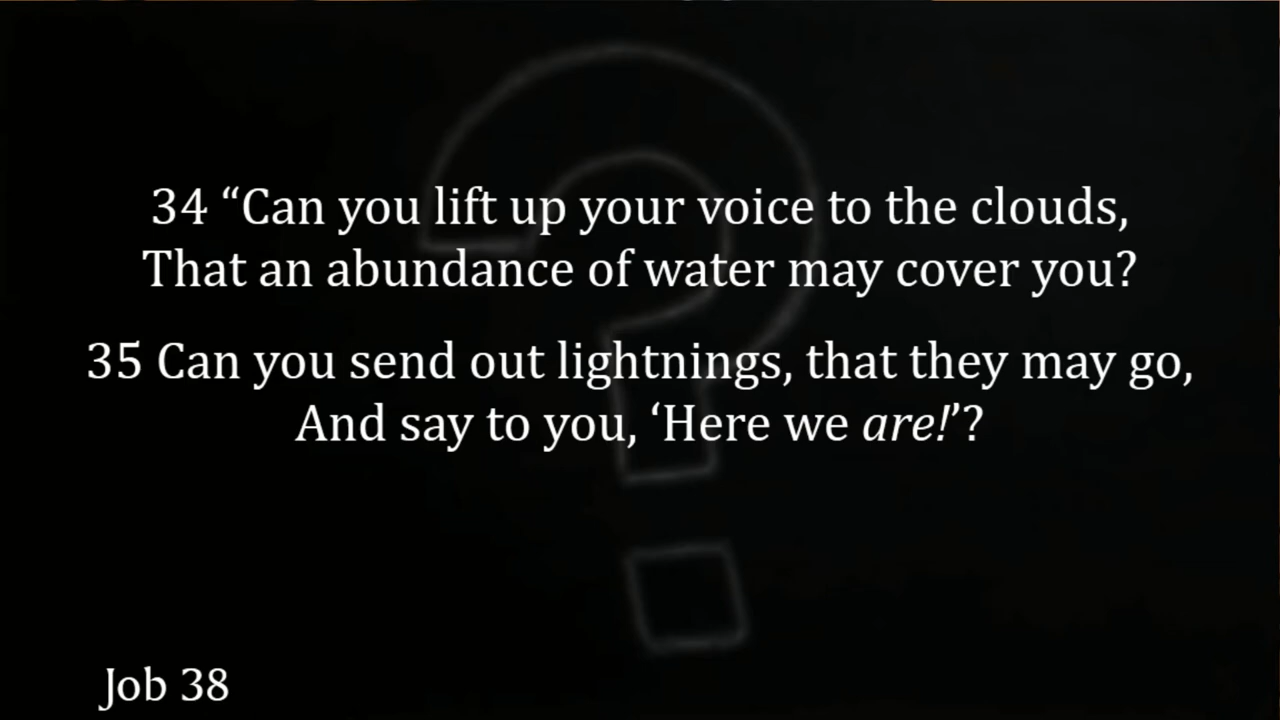 34 “Can you lift up your voice to the clouds,
That an abundance of water may cover you?
35 Can you send out lightnings, that they may go,
And say to you, ‘Here we are!’?
Job 38